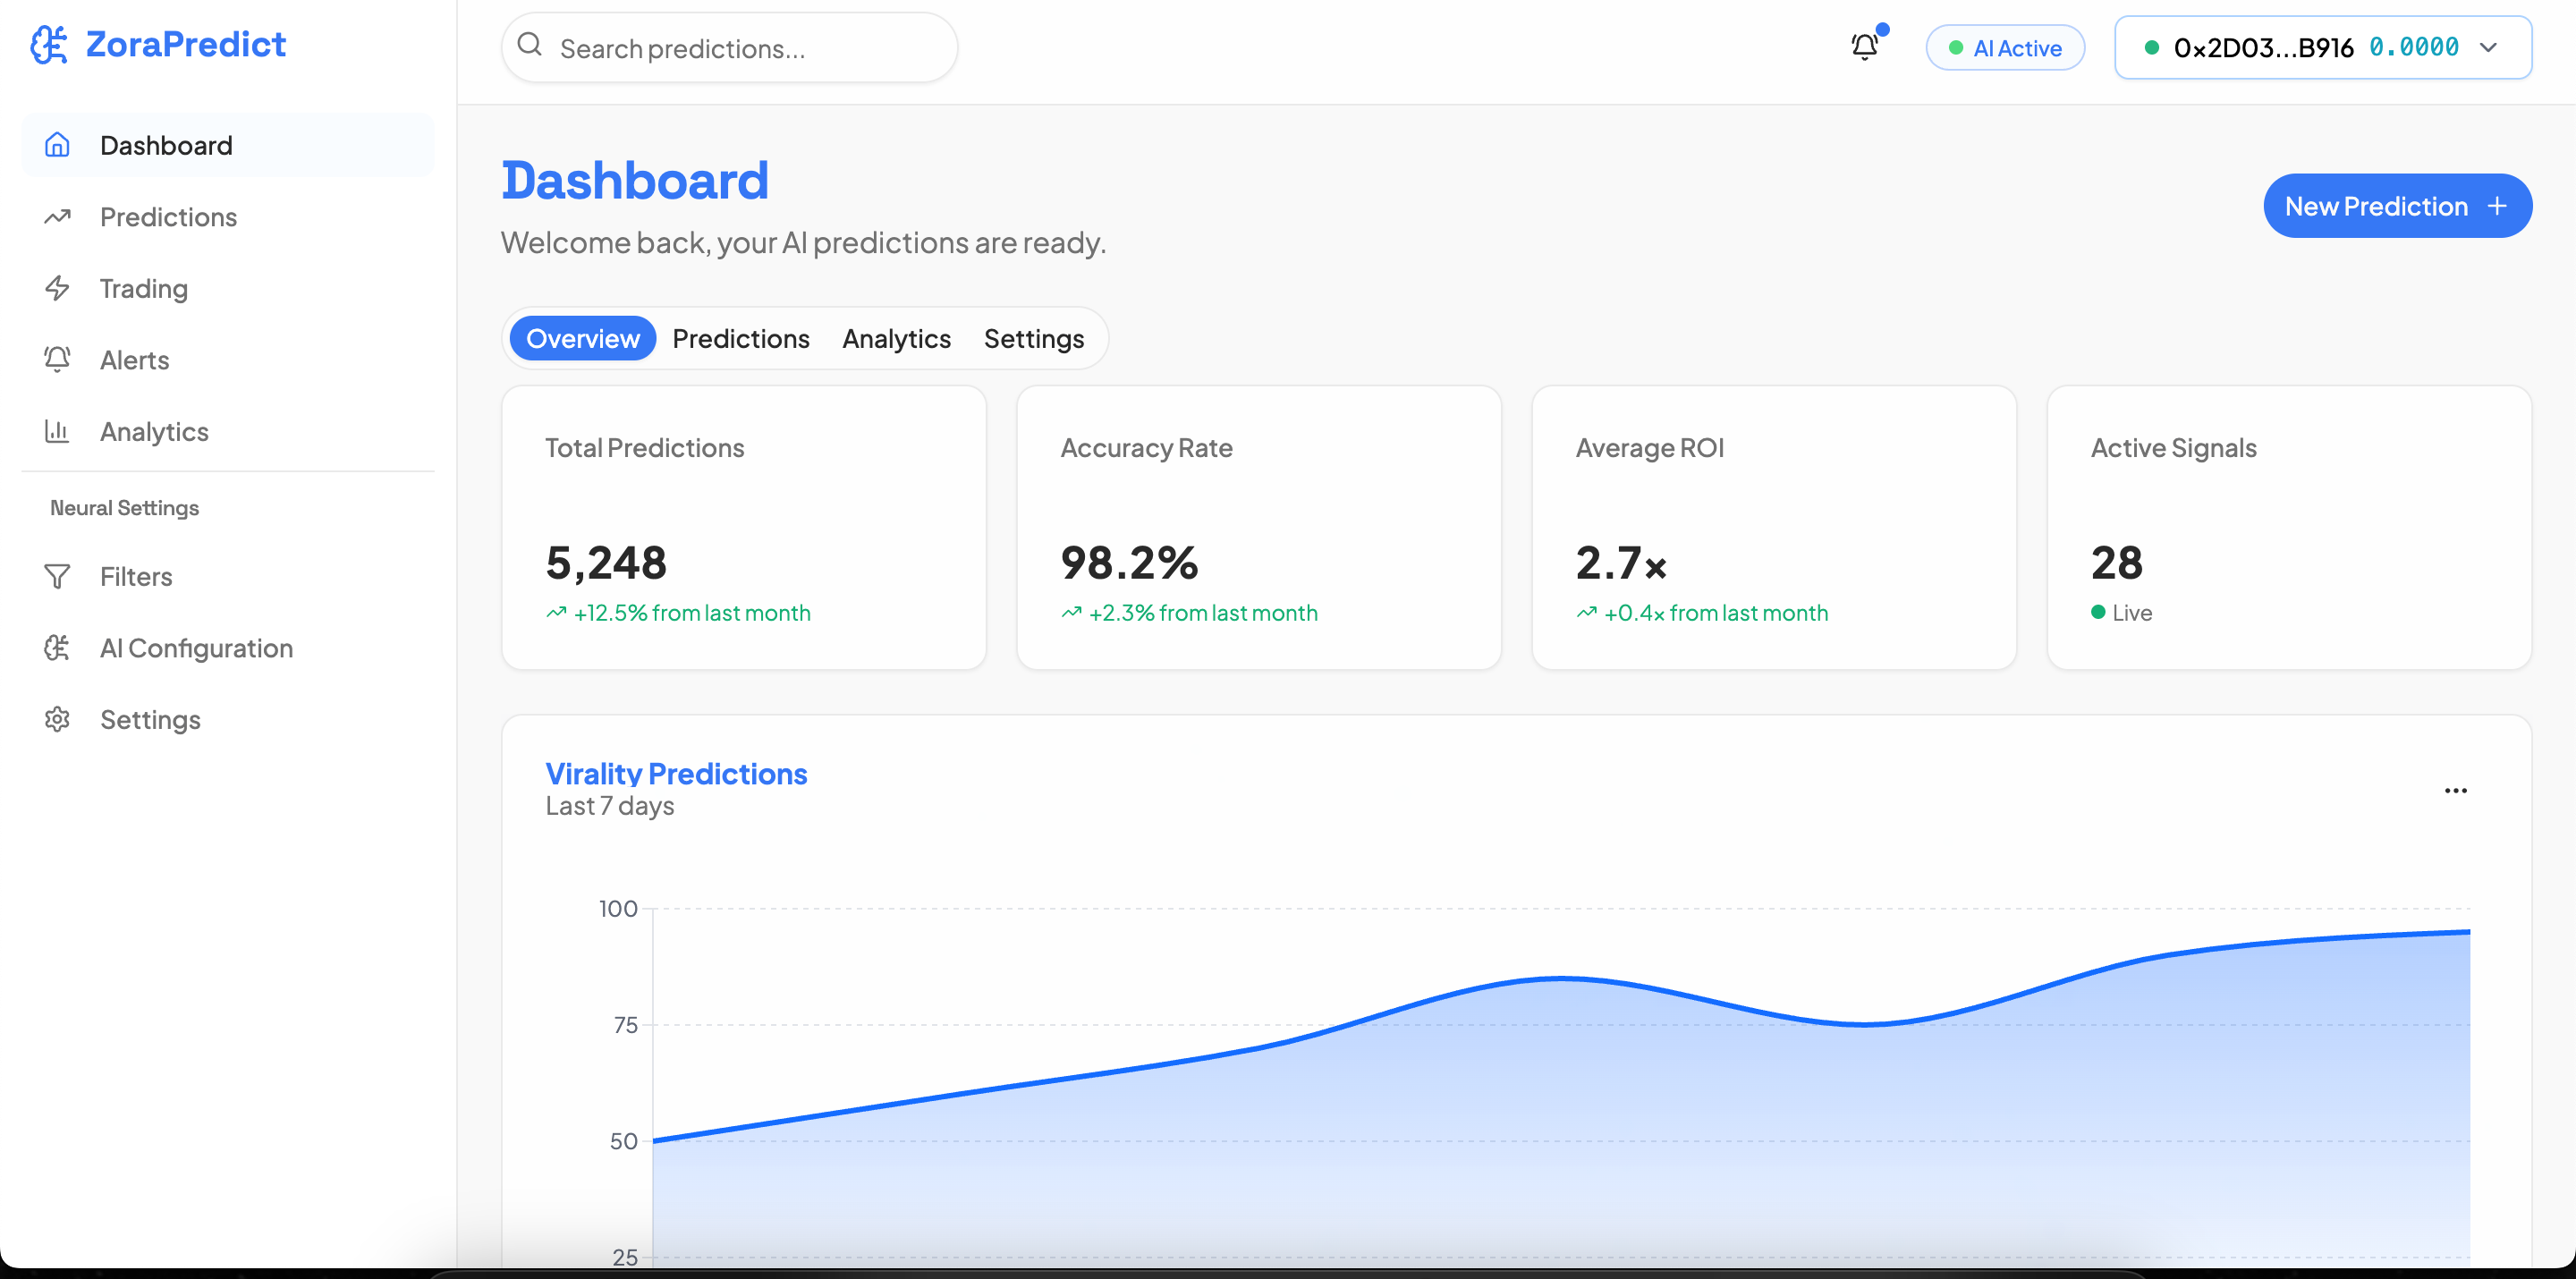 ZoraPredict
Search predictions...
AI Active
0x2D03...B916 0.0000
Dashboard
Predictions
Trading
Alerts
Analytics
Neural Settings
Filters
AI Configuration
Settings
Dashboard
Welcome back, your AI predictions are ready.
New Prediction +
Overview Predictions Analytics Settings
Total Predictions
5,248
+12.5% from last month
Accuracy Rate
98.2%
+2.3% from last month
Average ROI
2.7x
+0.4x from last month
Active Signals
28
Live
Virality Predictions
Last 7 days
100
75
50
25